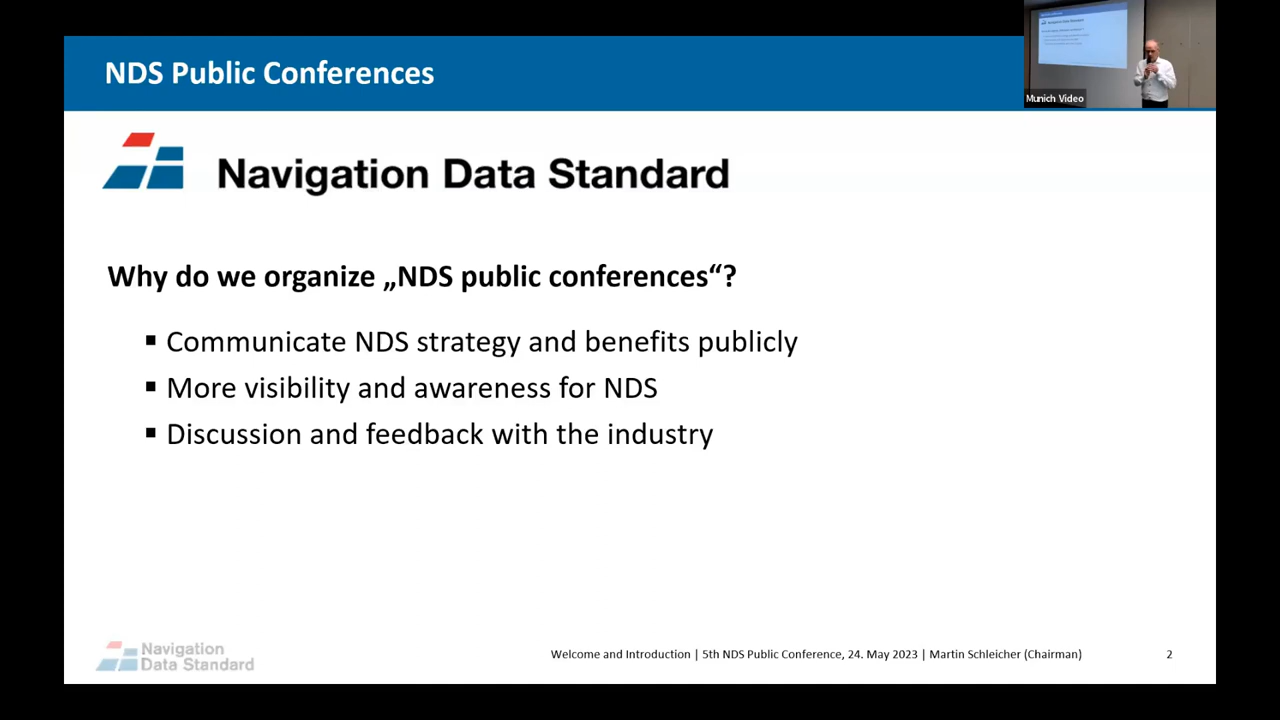 NDS Public Conferences
Munich Video
Navigation Data Standard
Why do we organize „NDS public conferences“?
▪ Communicate NDS strategy and benefits publicly
▪ More visibility and awareness for NDS
▪ Discussion and feedback with the industry
Navigation
Data Standard
Welcome and Introduction | 5th NDS Public Conference, 24. May 2023 | Martin Schleicher (Chairman)
2